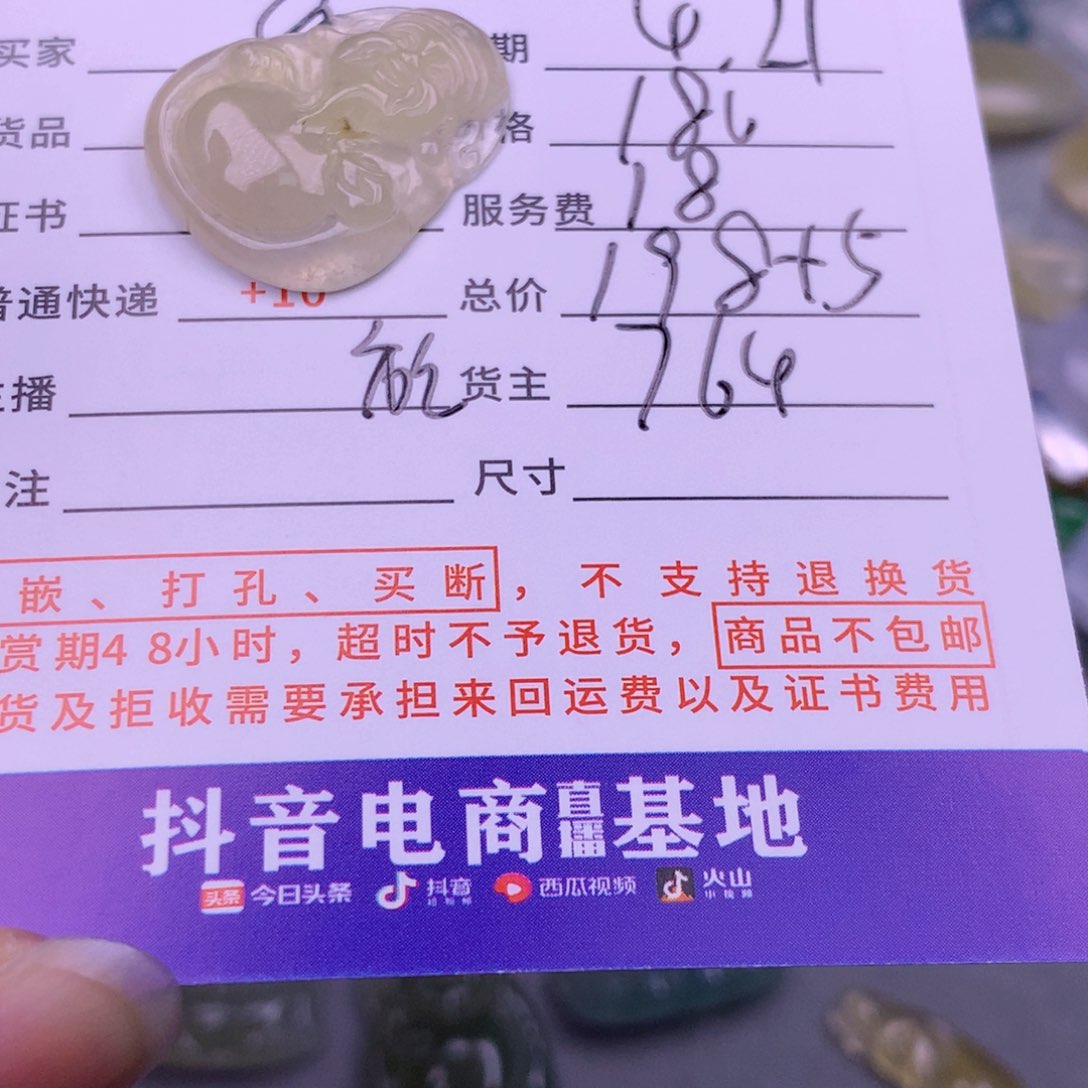 买家 期 6.21
货品 格 18
证书 服务费 18
普通快递 +10 总价 198+5
播 货主 764
注 尺寸
嵌、打孔、买断，不支持退换货
赏期48小时，超时不予退货，商品不包邮
货及拒收需要承担来回运费以及证书费用
抖音电商直播基地
头条 今日头条 抖音 西瓜视频 火山